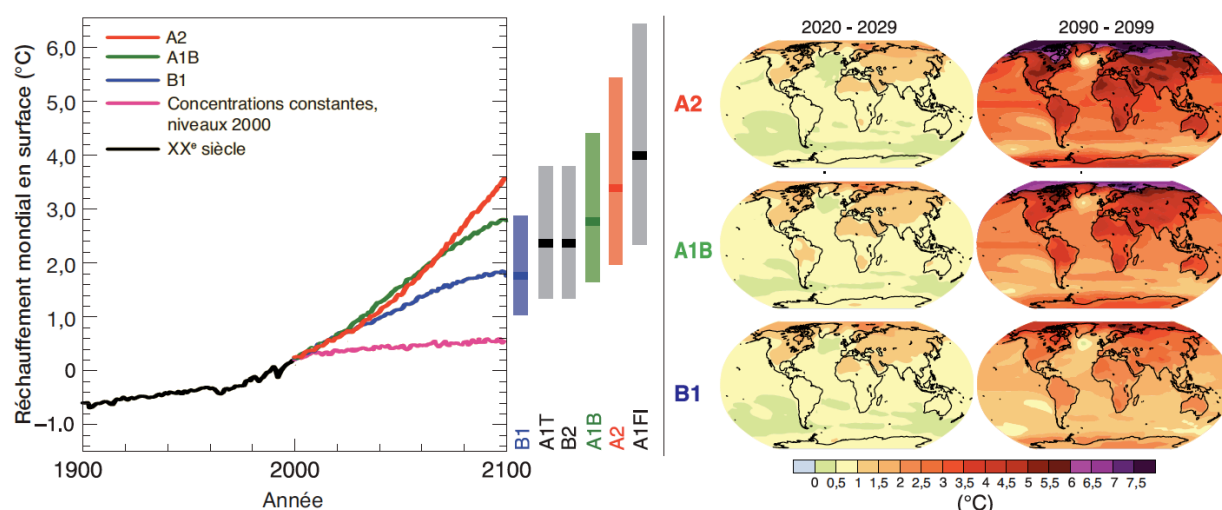 Réchauffement mondial en surface (°C)
6,0
5,0
4,0
3,0
2,0
1,0
0
–1,0
A2
A1B
B1
Concentrations constantes,
niveaux 2000
XXe siècle
1900
2000
2100
Année
B1
A1T
B2
A1B
A2
A1FI
2020 - 2029
2090 - 2099
A2
A1B
B1
0 0,5 1 1,5 2 2,5 3 3,5 4 4,5 5 5,5 6 6,5 7 7,5
(°C)